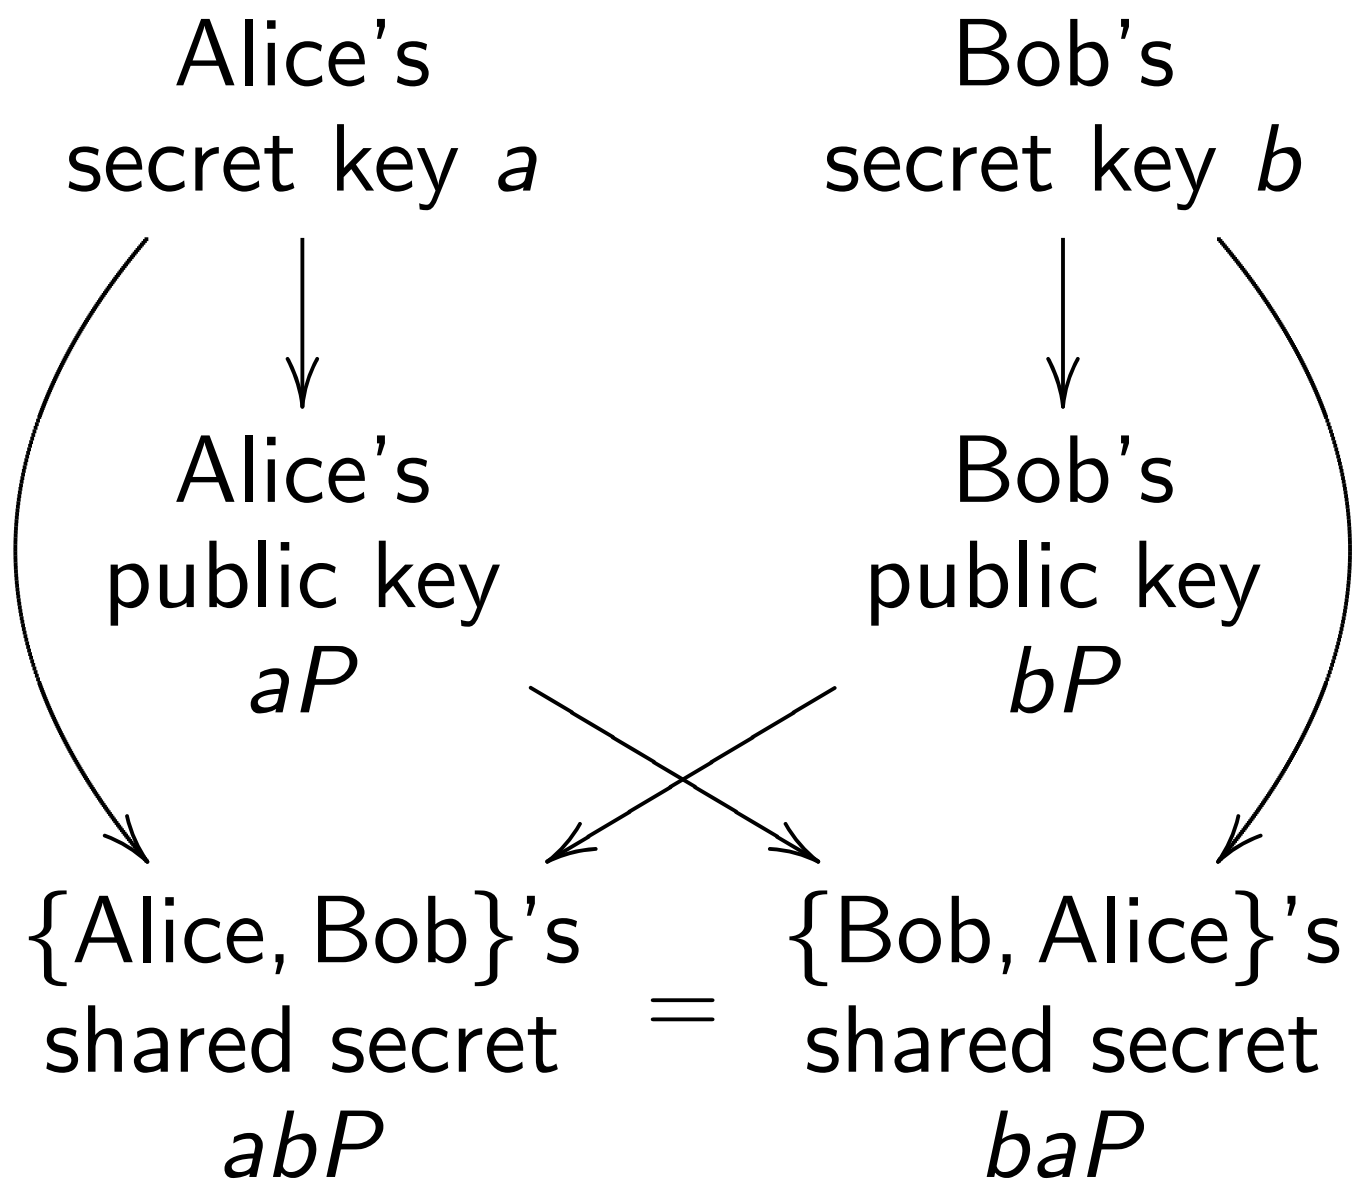 Alice’s
secret key a
Bob’s
secret key b
Alice’s
public key
aP
Bob’s
public key
bP
{Alice, Bob}’s
shared secret
abP
=
{Bob, Alice}’s
shared secret
baP